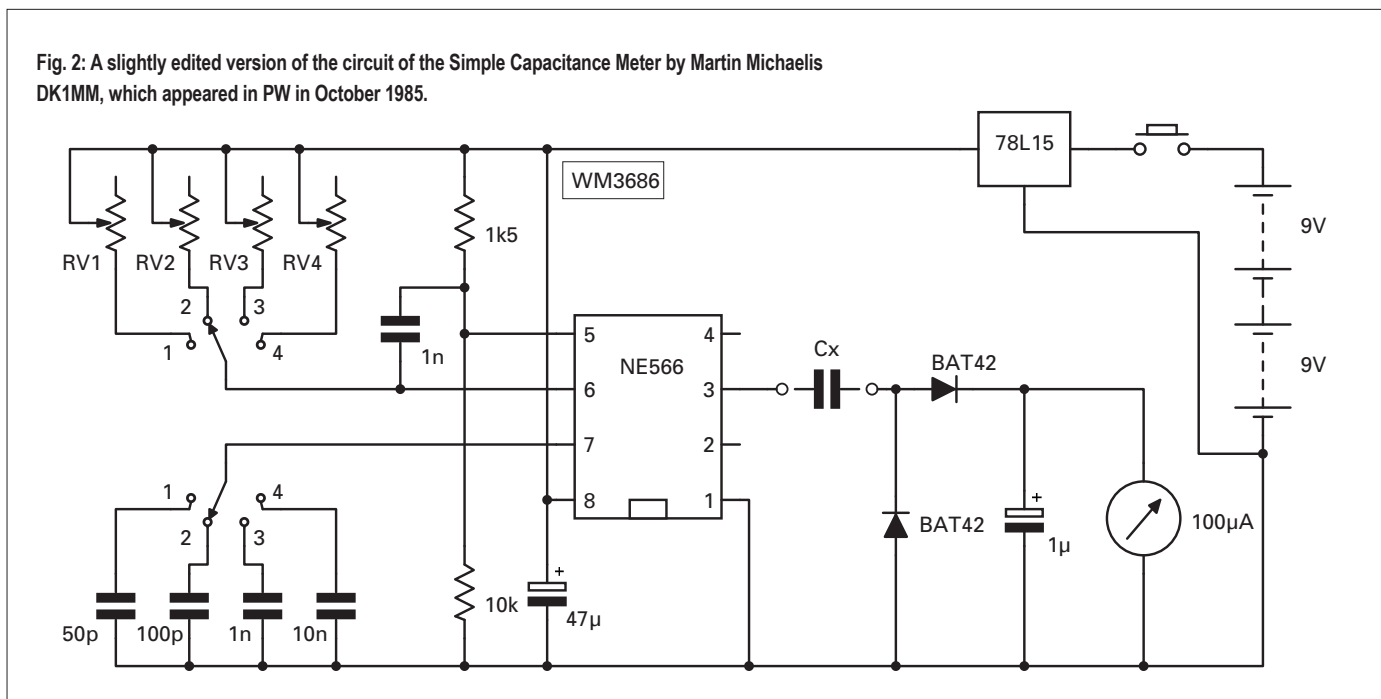 Fig. 2: A slightly edited version of the circuit of the Simple Capacitance Meter by Martin Michaelis
DK1MM, which appeared in PW in October 1985.
78L15
WM3686
9V
1k5
RV1
RV2
RV3
RV4
2
3
1
4
1n
5
4
Cx
BAT42
NE566
6
3
9V
7
2
1
4
2
3
8
1
BAT42
+
1µ
100µA
+
50p
100p
1n
10n
10k
47µ